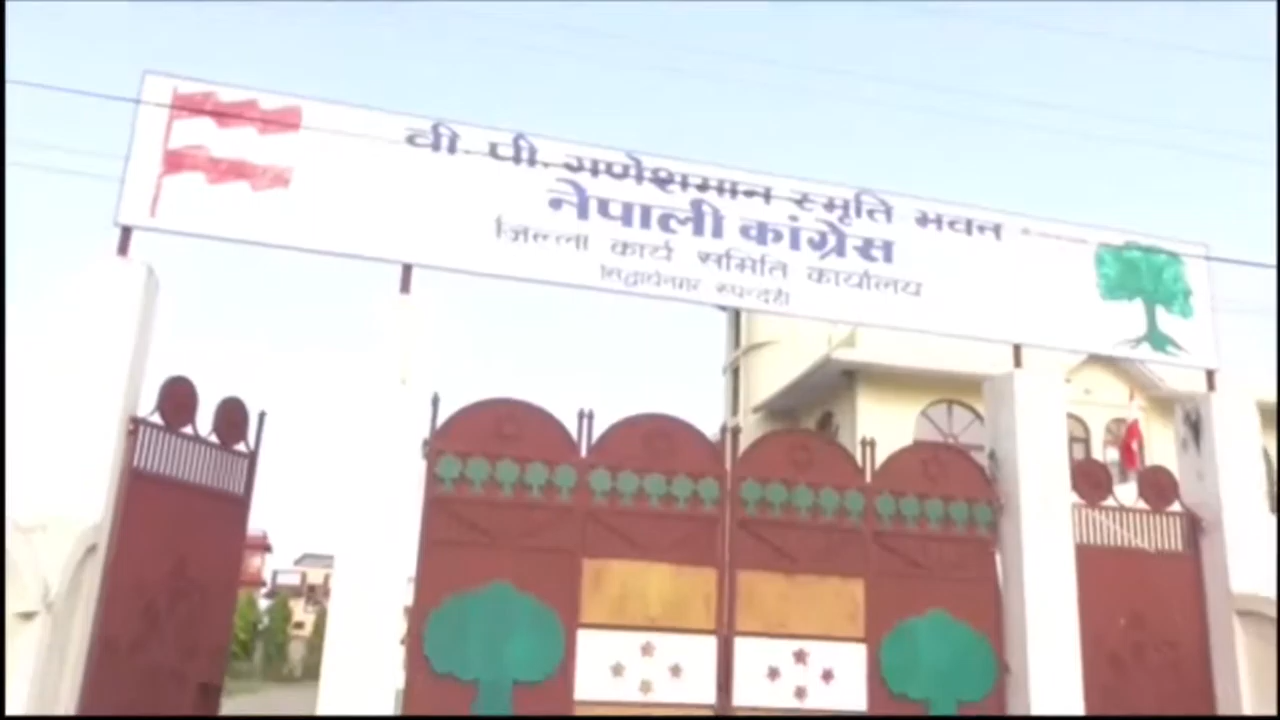 वी. पी. गणेशमान स्मृति भवन
नेपाली कांग्रेस
जिल्ला कार्य समिति कार्यालय
सिद्धार्थनगर रुपन्देही